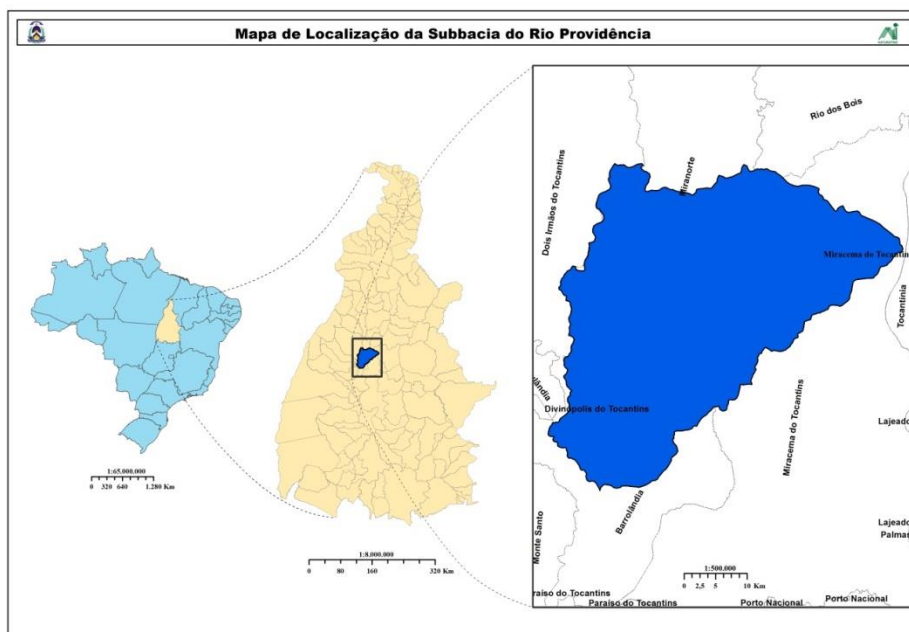 Mapa de Localização da Subbacia do Rio Providência
1:65,000,000
0 320 640 1.280 Km
1:8,000,000
0 80 160 320 Km
Rio dos Bois
Miranorte
Dois Irmãos do Tocantins
Miracema do Tocantin
Tocantínia
Divinópolis do Tocantins
Miracema do Tocantins
Lajeado
Barrolândia
Monte Santo
Lajeado
Palmas
1:500,000
0 2,5 5 10 Km
raíso do Tocantins
Paraíso do Tocantins
Porto Nacional
Porto Nacional